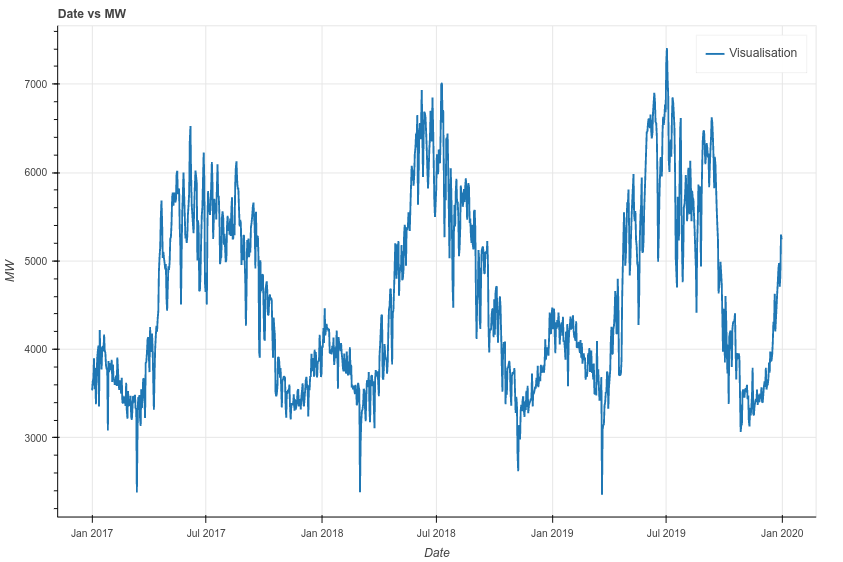 Date vs MW
Visualisation
7000
6000
5000
4000
3000
MW
Jan 2017
Jul 2017
Jan 2018
Jul 2018
Jan 2019
Jul 2019
Jan 2020
Date